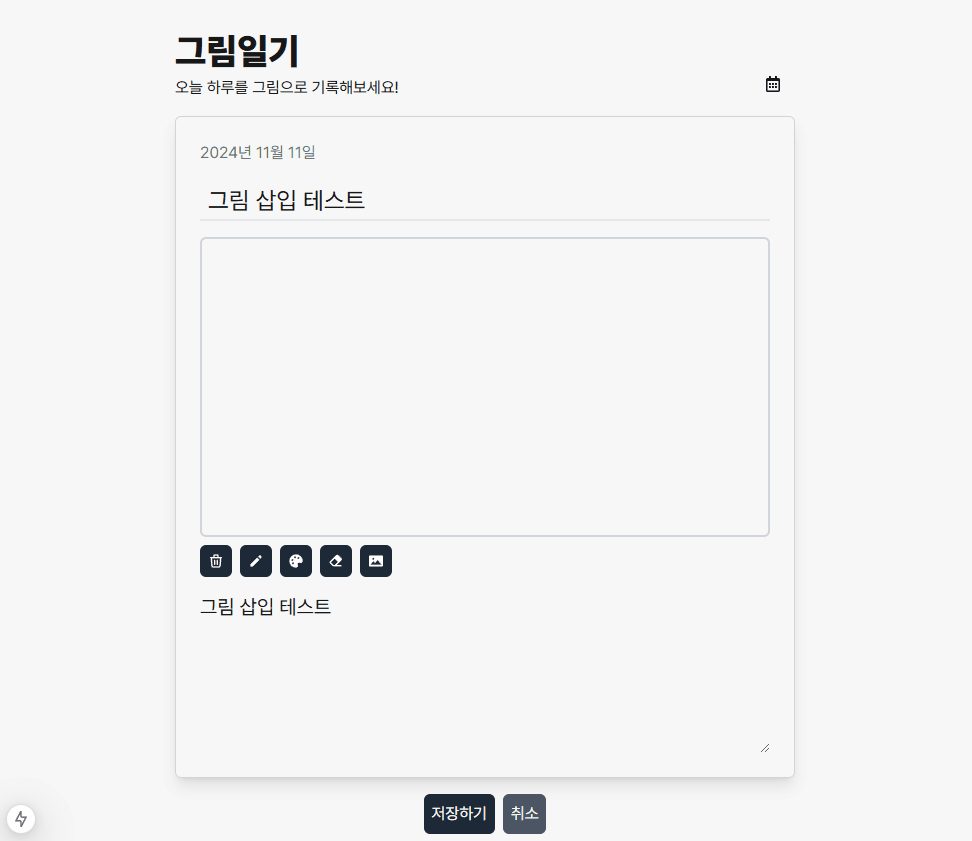 그림일기
오늘 하루를 그림으로 기록해보세요!
2024년 11월 11일
그림 삽입 테스트
그림 삽입 테스트
저장하기 취소